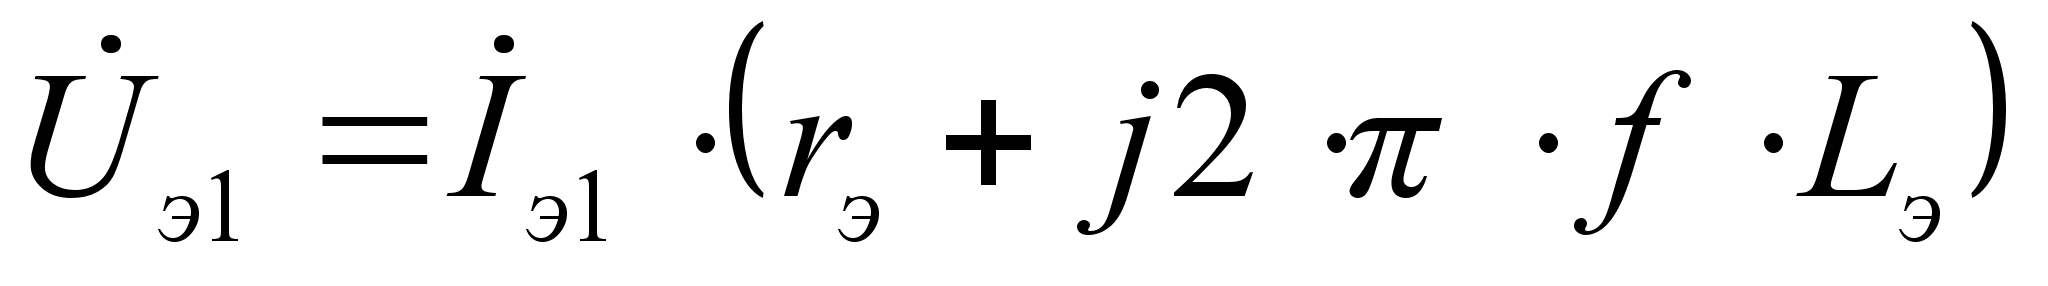 U̇э1 = İэ1 · (rэ + j2 · π · f · Lэ)